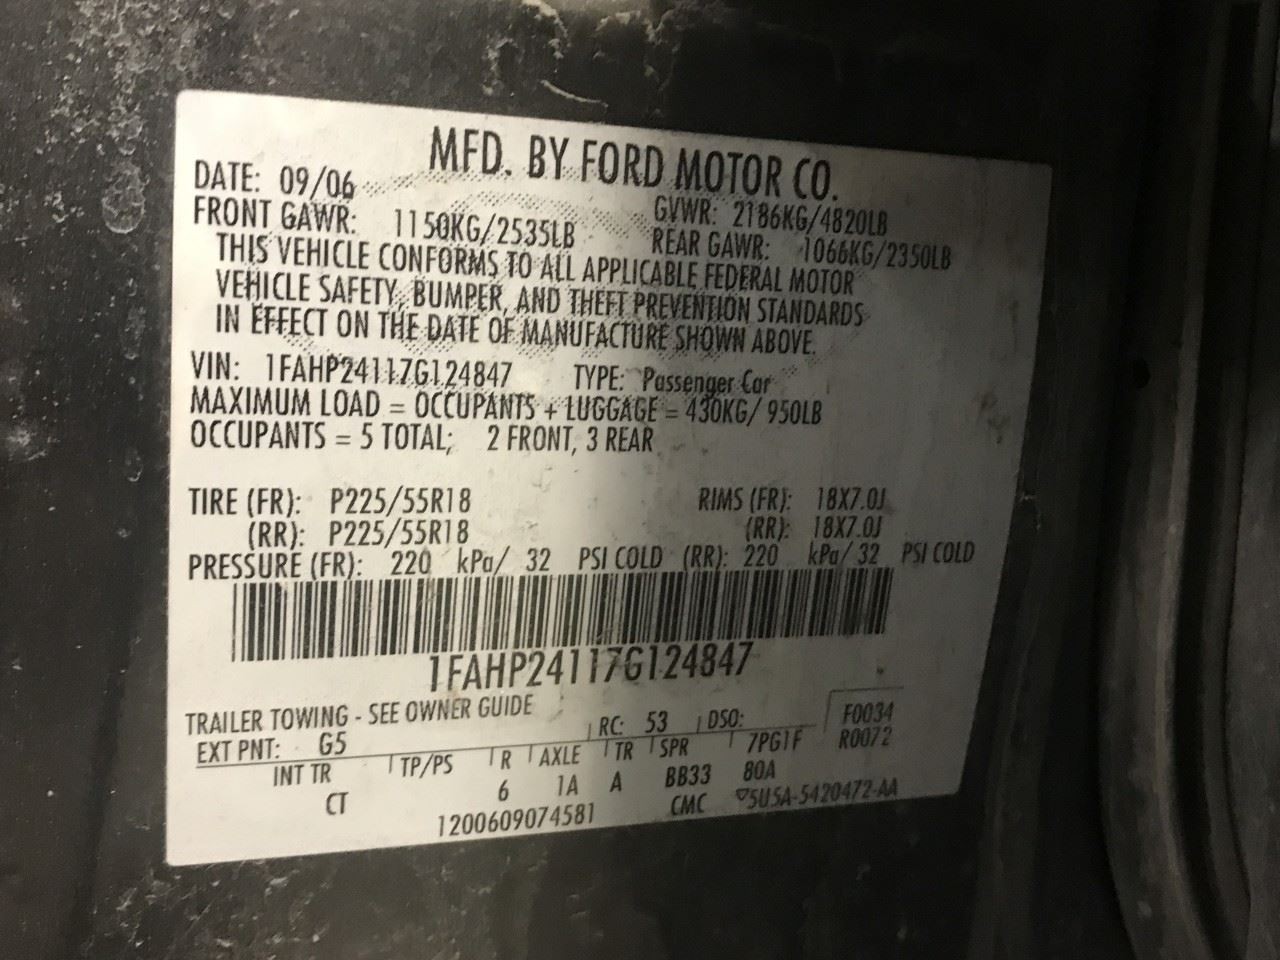 MFD. BY FORD MOTOR CO.
DATE: 09/06 GVWR: 2186KG/4820LB
FRONT GAWR: 1150KG/2535LB REAR GAWR: 1066KG/2350LB
THIS VEHICLE CONFORMS TO ALL APPLICABLE FEDERAL MOTOR
VEHICLE SAFETY, BUMPER, AND THEFT PREVENTION STANDARDS
IN EFFECT ON THE DATE OF MANUFACTURE SHOWN ABOVE.
VIN: 1FAHP24117G124847 TYPE: Passenger Car
MAXIMUM LOAD = OCCUPANTS + LUGGAGE = 430KG/ 950LB
OCCUPANTS = 5 TOTAL; 2 FRONT, 3 REAR
TIRE (FR): P225/55R18 RIMS (FR): 18X7.0J
(RR): P225/55R18 (RR): 18X7.0J
PRESSURE (FR): 220 kPa/ 32 PSI COLD (RR): 220 kPa/ 32 PSI COLD
1FAHP24117G124847
TRAILER TOWING - SEE OWNER GUIDE
EXT PNT: G5 RC: 53 DSO: F0034
INT TR TP/PS R AXLE TR SPR 7PG1F R0072
CT 6 1A A BB33 80A
1200609074581 CMC ▽5U5A-5420472-AA